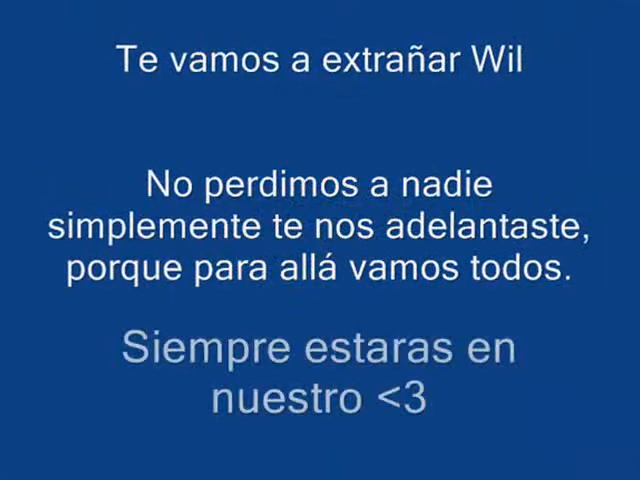 Te vamos a extrañar Wil
No perdimos a nadie
simplemente te nos adelantaste,
porque para allá vamos todos.
Siempre estaras en
nuestro <3